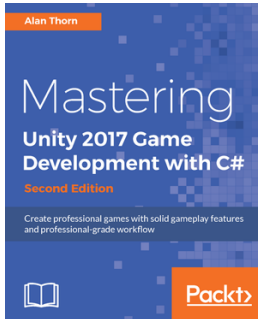 Alan Thorn
Mastering
Unity 2017 Game
Development with C#
Second Edition
Create professional games with solid gameplay features
and professional-grade workflow
Packt>